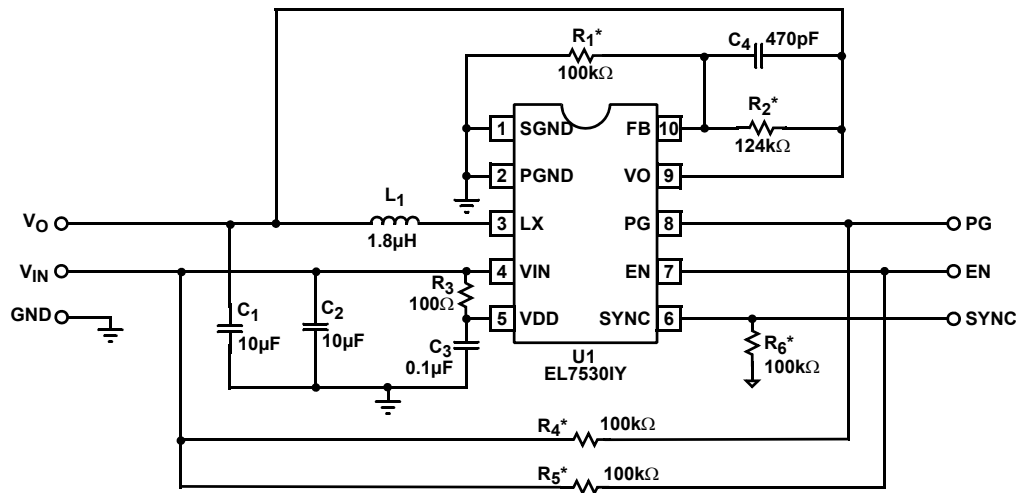 R1*
100kΩ
C4 470pF
R2*
124kΩ
1 SGND FB 10
2 PGND VO 9
L1
1.8µH
VO 3 LX PG 8 PG
VIN 4 VIN EN 7 EN
R3
100Ω
GND 5 VDD SYNC 6 SYNC
C1
10µF
C2
10µF
C3
0.1µF
R6*
100kΩ
U1
EL7530IY
R4* 100kΩ
R5* 100kΩ